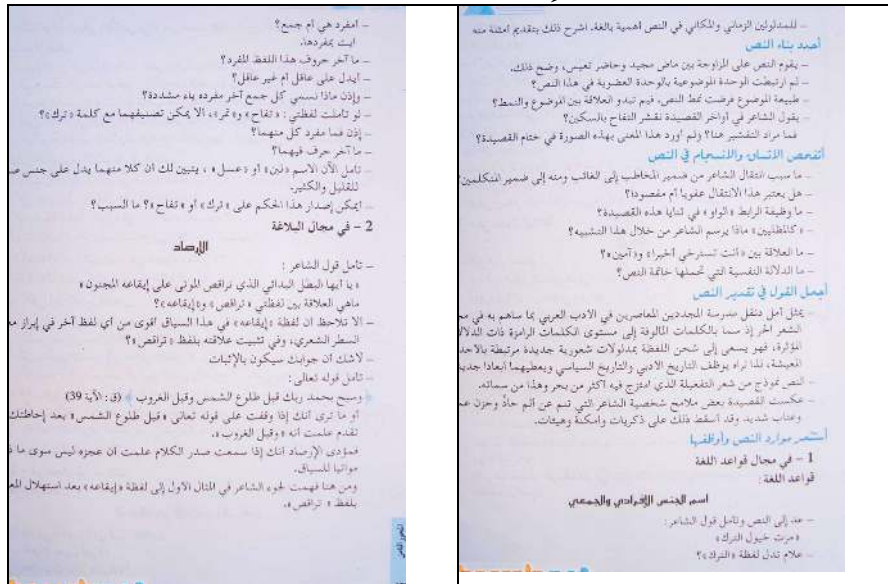 – للمدلولين الزماني والمكاني في النص أهمية بالغة. اشرح ذلك بتقديم أمثلة منه
أحدد بناء النص
– يقوم النص على المراوحة بين ماض مجيد وحاضر تعيس، وضح ذلك.
– لم ارتبطت الوحدة الموضوعية بالوحدة العضوية في هذا النص؟
– طبيعة الموضوع فرضت نمط النص، فيم تبدو العلاقة بين الموضوع والنمط؟
– يقول الشاعر في أواخر القصيدة نقشر التفاح بالسكين؟
فما مراد التقشير هنا؟ ولم أورد هذا المعنى بهذه الصورة في ختام القصيدة؟
أتفحص الاتساق والانسجام في النص
– ما سبب انتقال الشاعر من ضمير المخاطب إلى الغائب ومنه إلى ضمير المتكلمين؟
– هل يعتبر هذا الانتقال عفويا أم مقصودا؟
– ما وظيفة الرابط «الواو» في ثنايا هذه القصيدة؟
– «كالمظليين» ماذا يرسم الشاعر من خلال هذا التشبيه؟
– ما العلاقة بين «أنت تسترخي أخيرا» و«آمين»؟
– ما الدلالة النفسية التي تحملها خاتمة النص؟
أجمل القول في تقدير النص
– يمثل أمل دنقل مدرسة المجددين المعاصرين في الأدب العربي بما ساهم به في
الشعر الحر إذ سما بالكلمات المألوفة إلى مستوى الكلمات الرامزة ذات
المؤثرة، فهو يسعى إلى شحن اللفظة بمدلولات شعورية جديدة مرتبطة
المعيشة، لذا تراه يوظف التاريخ الأدبي والتاريخ السياسي ويعطيهما أبعادا
– النص نموذج من شعر التفعيلة الذي امتزج فيه أكثر من بحر وهذا من سماته.
– عكست القصيدة بعض ملامح شخصية الشاعر التي تنم عن ألم حاد وحزن
وعتاب شديد وقد أسقط ذلك على ذكريات وأمكنة وهيئات.
أستثمر موارد النص وأوظفها
1 – في مجال قواعد اللغة
قواعد اللغة:
اسم الجنس الإفرادي والجمعي
– عد إلى النص وتأمل قول الشاعر:
«مرت خيول الترك»
– علام تدل لفظة «الترك»؟
– أمفرد هي أم جمع؟
ايت بمفردها.
– ما آخر حروف هذا اللفظ المفرد؟
– أيدل على عاقل أم غير عاقل؟
– وإذن ماذا نسمي كل جمع آخر مفرده ياء مشددة؟
– لو تأملت لفظتي: «تفاح» و«تمر»، ألا يمكن تصنيفهما مع كلمة «ترك»؟
– إذن فما مفرد كل منهما؟
– ما آخر حرف فيهما؟
– تأمل الآن الاسم «لبن» أو «عسل»، يتبين لك أن كلا منهما يدل على جنس
للقليل والكثير.
– أيمكن إصدار هذا الحكم على «ترك» أو «تفاح»؟ ما السبب؟
2 – في مجال البلاغة
الإرصاد
– تأمل قول الشاعر:
«يا أيها البطل البدائي الذي تراقص الموتى على إيقاعه المجنون»
ماهي العلاقة بين لفظتي «تراقص» و«إيقاعه»؟
– ألا تلاحظ أن لفظة «إيقاعه» في هذا السياق أقوى من أي لفظ آخر في إبراز
السطر الشعري، وفي تثبيت علاقته بلفظ «تراقص»؟
– لاشك أن جوابك سيكون بالإثبات
– تأمل قوله تعالى:
﴿وسبح بحمد ربك قبل طلوع الشمس وقبل الغروب﴾ (ق: الآية 39)
أو ما ترى أنك إذا وقفت على قوله تعالى «قبل طلوع الشمس» بعد إحاطتك
تقدم علمت أنه «وقبل الغروب».
فمؤدى الإرصاد أنك إذا سمعت صدر الكلام علمت أن عجزه ليس سوى ما
مواتيا للسياق.
ومن هنا فهمت لجوء الشاعر في المثال الأول إلى لفظة «إيقاعه» بعد استهلال
بلفظ «تراقص».